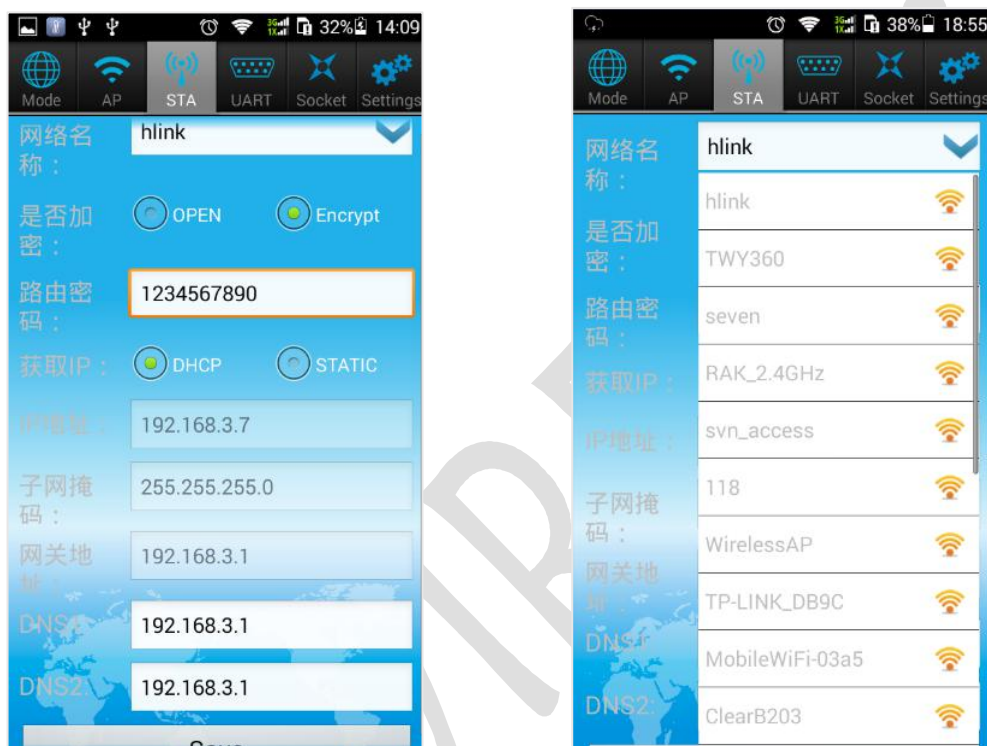 32% 14:09
Mode AP STA UART Socket Settings
网络名
称：
hlink
是否加
密：
OPEN Encrypt
路由密
码：
1234567890
获取IP：
DHCP STATIC
IP地址：
192.168.3.7
子网掩
码：
255.255.255.0
网关地
址：
192.168.3.1
DNS1:
192.168.3.1
DNS2:
192.168.3.1
Save
38% 18:55
Mode AP STA UART Socket Settings
网络名
称：
hlink
hlink
是否加
密：
TWY360
路由密
码：
seven
获取IP：
RAK_2.4GHz
IP地址：
svn_access
子网掩
码：
118
WirelessAP
网关地
址：
TP-LINK_DB9C
DNS1:
MobileWiFi-03a5
DNS2:
ClearB203